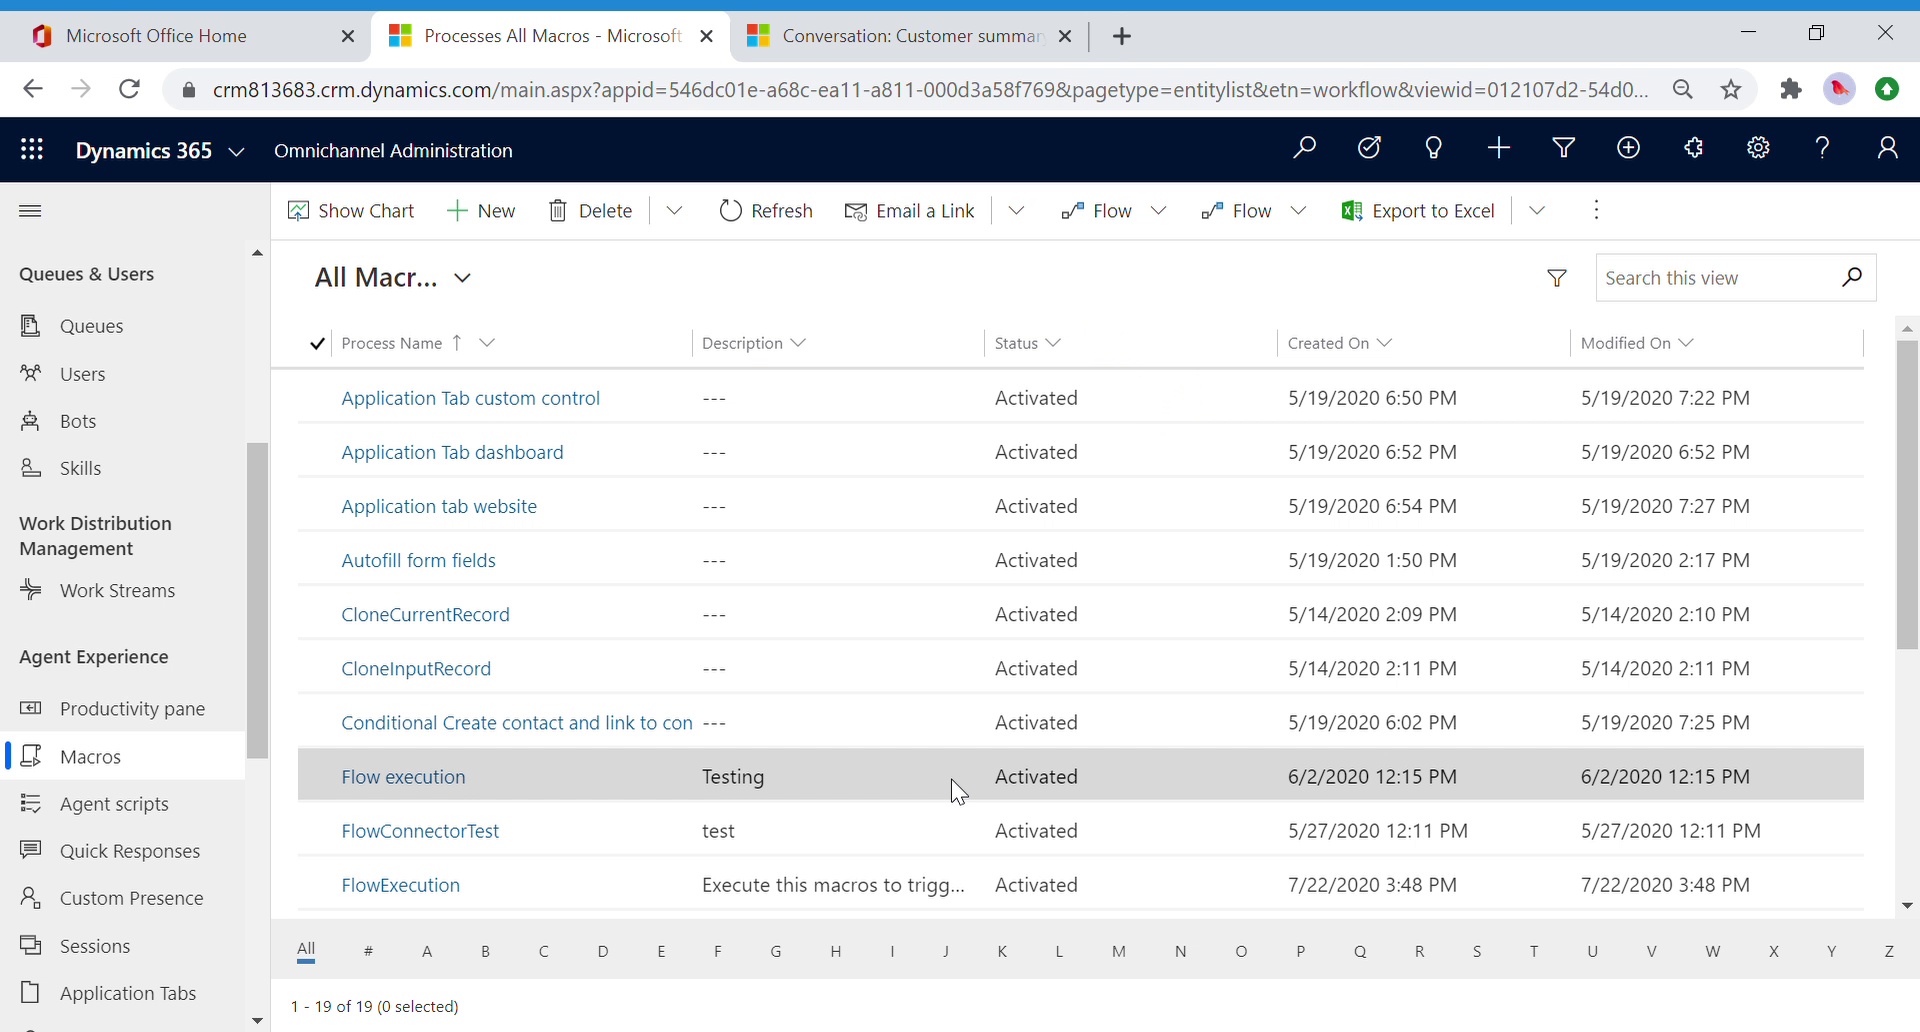 Microsoft Office Home
Processes All Macros - Microsoft
Conversation: Customer summar
crm813683.crm.dynamics.com/main.aspx?appid=546dc01e-a68c-ea11-a811-000d3a58f769&pagetype=entitylist&etn=workflow&viewid=012107d2-54d0...
Dynamics 365
Omnichannel Administration
Show Chart
New
Delete
Refresh
Email a Link
Flow
Flow
Export to Excel
Queues & Users
Queues
Users
Bots
Skills
Work Distribution
Management
Work Streams
Agent Experience
Productivity pane
Macros
Agent scripts
Quick Responses
Custom Presence
Sessions
Application Tabs
All Macr...
Search this view
Process Name Description Status Created On Modified On
Application Tab custom control --- Activated 5/19/2020 6:50 PM 5/19/2020 7:22 PM
Application Tab dashboard --- Activated 5/19/2020 6:52 PM 5/19/2020 6:52 PM
Application tab website --- Activated 5/19/2020 6:54 PM 5/19/2020 7:27 PM
Autofill form fields --- Activated 5/19/2020 1:50 PM 5/19/2020 2:17 PM
CloneCurrentRecord --- Activated 5/14/2020 2:09 PM 5/14/2020 2:10 PM
CloneInputRecord --- Activated 5/14/2020 2:11 PM 5/14/2020 2:11 PM
Conditional Create contact and link to con --- Activated 5/19/2020 6:02 PM 5/19/2020 7:25 PM
Flow execution Testing Activated 6/2/2020 12:15 PM 6/2/2020 12:15 PM
FlowConnectorTest test Activated 5/27/2020 12:11 PM 5/27/2020 12:11 PM
FlowExecution Execute this macros to trigg... Activated 7/22/2020 3:48 PM 7/22/2020 3:48 PM
All # A B C D E F G H I J K L M N O P Q R S T U V W X Y Z
1 - 19 of 19 (0 selected)